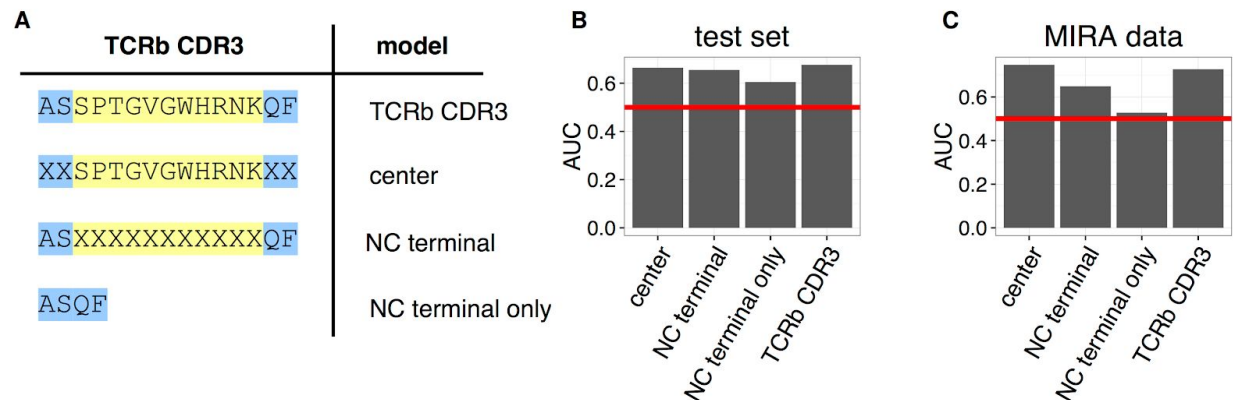 A
TCRb CDR3 model
ASSPTGVGWHRNKQF TCRb CDR3
XXSPTGVGWHRNKXX center
ASXXXXXXXXXXXQF NC terminal
ASQF NC terminal only
B
test set
AUC
0.6
0.4
0.2
0.0
center
NC terminal
NC terminal only
TCRb CDR3
C
MIRA data
AUC
0.6
0.4
0.2
0.0
center
NC terminal
NC terminal only
TCRb CDR3